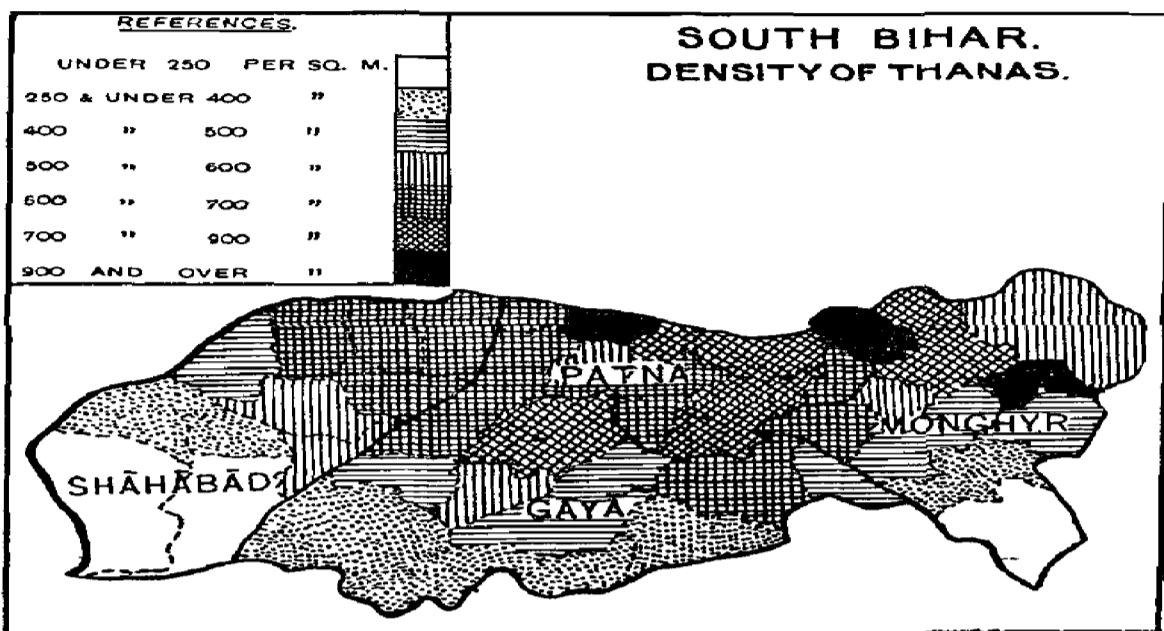 REFERENCES.
UNDER 250 PER SQ. M.
250 & UNDER 400 "
400 " 500 "
500 " 600 "
600 " 700 "
700 " 900 "
900 AND OVER "
SOUTH BIHAR.
DENSITY OF THANAS.
PATNA
MONGHYR
SHĀHĀBĀD
GAYĀ